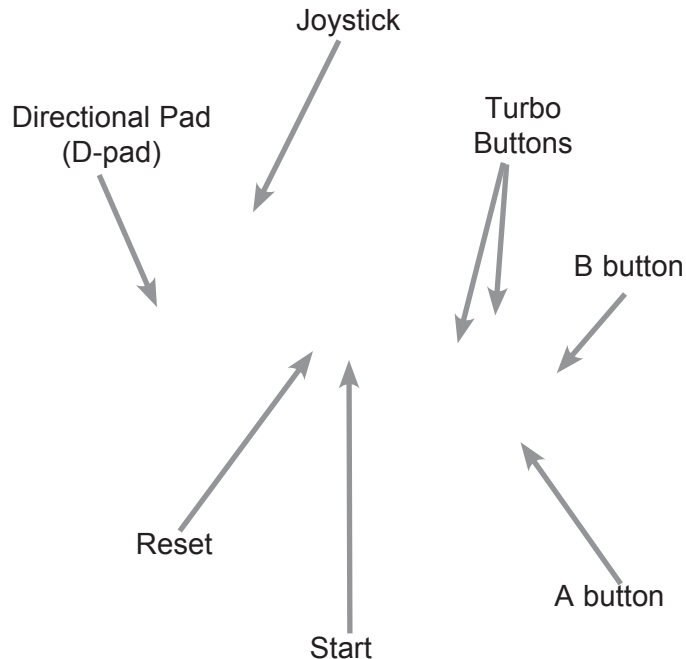 Joystick
Directional Pad
(D-pad)
Turbo
Buttons
B button
Reset
A button
Start